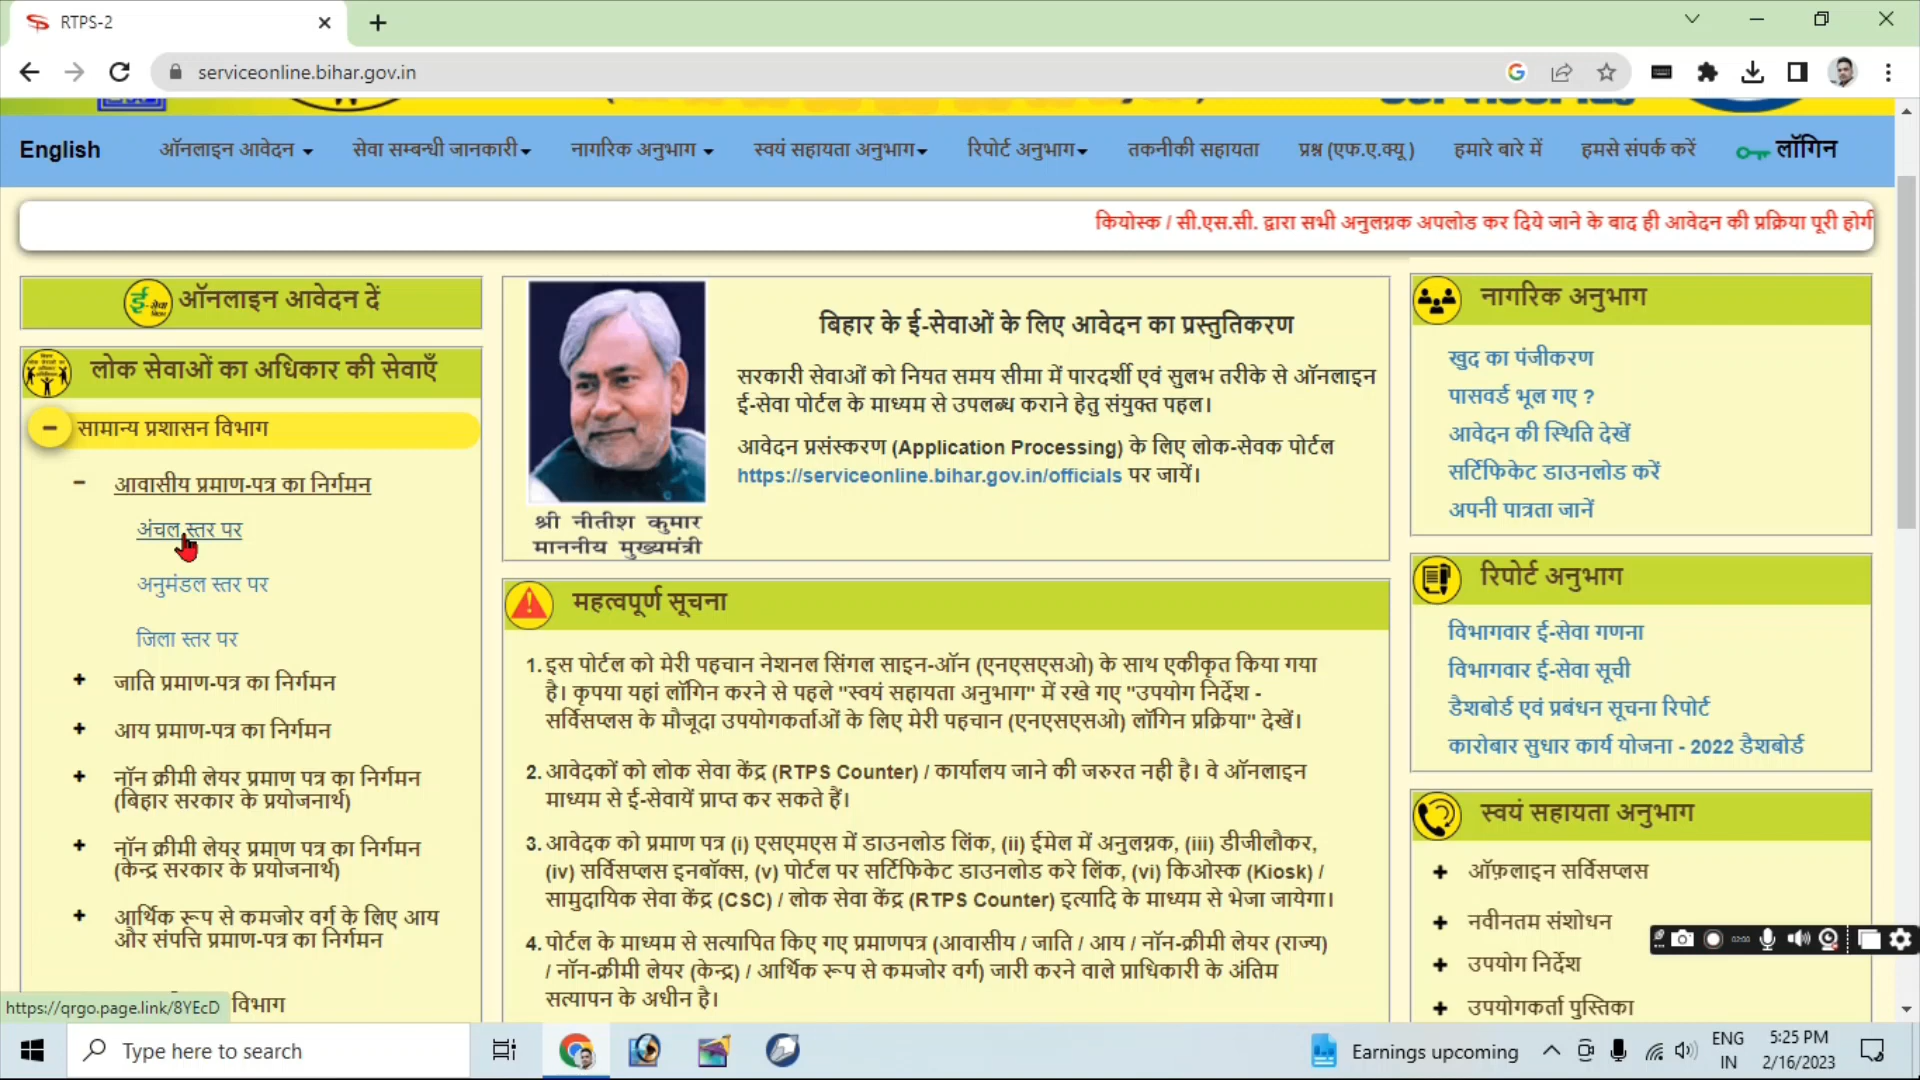 RTPS-2
serviceonline.bihar.gov.in
English
ऑनलाइन आवेदन
सेवा सम्बन्धी जानकारी
नागरिक अनुभाग
स्वयं सहायता अनुभाग
रिपोर्ट अनुभाग
तकनीकी सहायता
प्रश्न (एफ.ए.क्यू)
हमारे बारे में
हमसे संपर्क करें
लॉगिन
कियोस्क / सी.एस.सी. द्वारा सभी अनुलग्नक अपलोड कर दिये जाने के बाद ही आवेदन की प्रक्रिया पूरी होगी
ऑनलाइन आवेदन दें
लोक सेवाओं का अधिकार की सेवाएँ
सामान्य प्रशासन विभाग
आवासीय प्रमाण-पत्र का निर्गमन
अंचल स्तर पर
अनुमंडल स्तर पर
जिला स्तर पर
जाति प्रमाण-पत्र का निर्गमन
आय प्रमाण-पत्र का निर्गमन
नॉन क्रीमी लेयर प्रमाण पत्र का निर्गमन
(बिहार सरकार के प्रयोजनार्थ)
नॉन क्रीमी लेयर प्रमाण पत्र का निर्गमन
(केन्द्र सरकार के प्रयोजनार्थ)
आर्थिक रूप से कमजोर वर्ग के लिए आय
और संपत्ति प्रमाण-पत्र का निर्गमन
विभाग
https://qrgo.page.link/8YEcD
बिहार के ई-सेवाओं के लिए आवेदन का प्रस्तुतिकरण
सरकारी सेवाओं को नियत समय सीमा में पारदर्शी एवं सुलभ तरीके से ऑनलाइन
ई-सेवा पोर्टल के माध्यम से उपलब्ध कराने हेतु संयुक्त पहल।
आवेदन प्रसंस्करण (Application Processing) के लिए लोक-सेवक पोर्टल
https://serviceonline.bihar.gov.in/officials पर जायें।
श्री नीतीश कुमार
माननीय मुख्यमंत्री
महत्वपूर्ण सूचना
1. इस पोर्टल को मेरी पहचान नेशनल सिंगल साइन-ऑन (एनएसएसओ) के साथ एकीकृत किया गया
है। कृपया यहां लॉगिन करने से पहले "स्वयं सहायता अनुभाग" में रखे गए "उपयोग निर्देश -
सर्विसप्लस के मौजूदा उपयोगकर्ताओं के लिए मेरी पहचान (एनएसएसओ) लॉगिन प्रक्रिया" देखें।
2. आवेदकों को लोक सेवा केंद्र (RTPS Counter) / कार्यालय जाने की जरुरत नही है। वे ऑनलाइन
माध्यम से ई-सेवायें प्राप्त कर सकते हैं।
3. आवेदक को प्रमाण पत्र (i) एसएमएस में डाउनलोड लिंक, (ii) ईमेल में अनुलग्नक, (iii) डीजीलौकर,
(iv) सर्विसप्लस इनबॉक्स, (v) पोर्टल पर सर्टिफिकेट डाउनलोड करे लिंक, (vi) किओस्क (Kiosk) /
सामुदायिक सेवा केंद्र (CSC) / लोक सेवा केंद्र (RTPS Counter) इत्यादि के माध्यम से भेजा जायेगा।
4. पोर्टल के माध्यम से सत्यापित किए गए प्रमाणपत्र (आवासीय / जाति / आय / नॉन-क्रीमी लेयर (राज्य)
/ नॉन-क्रीमी लेयर (केन्द्र) / आर्थिक रूप से कमजोर वर्ग) जारी करने वाले प्राधिकारी के अंतिम
सत्यापन के अधीन है।
नागरिक अनुभाग
खुद का पंजीकरण
पासवर्ड भूल गए ?
आवेदन की स्थिति देखें
सर्टिफिकेट डाउनलोड करें
अपनी पात्रता जानें
रिपोर्ट अनुभाग
विभागवार ई-सेवा गणना
विभागवार ई-सेवा सूची
डैशबोर्ड एवं प्रबंधन सूचना रिपोर्ट
कारोबार सुधार कार्य योजना - 2022 डैशबोर्ड
स्वयं सहायता अनुभाग
ऑफ़लाइन सर्विसप्लस
नवीनतम संशोधन
उपयोग निर्देश
उपयोगकर्ता पुस्तिका
Type here to search
Earnings upcoming
ENG
IN
5:25 PM
2/16/2023